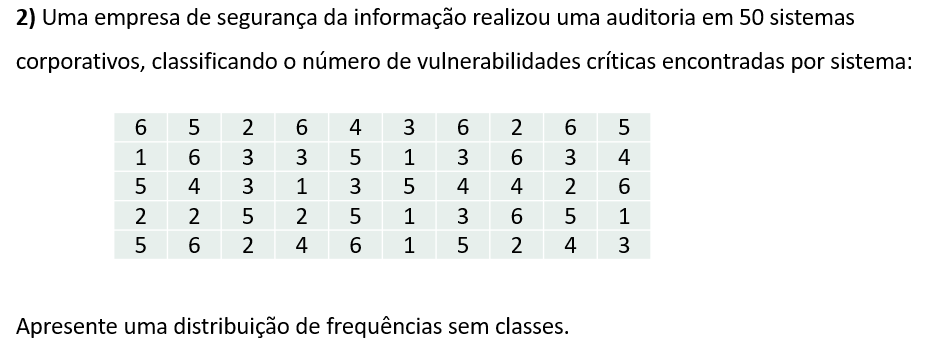 2) Uma empresa de segurança da informação realizou uma auditoria em 50 sistemas
corporativos, classificando o número de vulnerabilidades críticas encontradas por sistema:
6 5 2 6 4 3 6 2 6 5
1 6 3 3 5 1 3 6 3 4
5 4 3 1 3 5 4 4 2 6
2 2 5 2 5 1 3 6 5 1
5 6 2 4 6 1 5 2 4 3
Apresente uma distribuição de frequências sem classes.